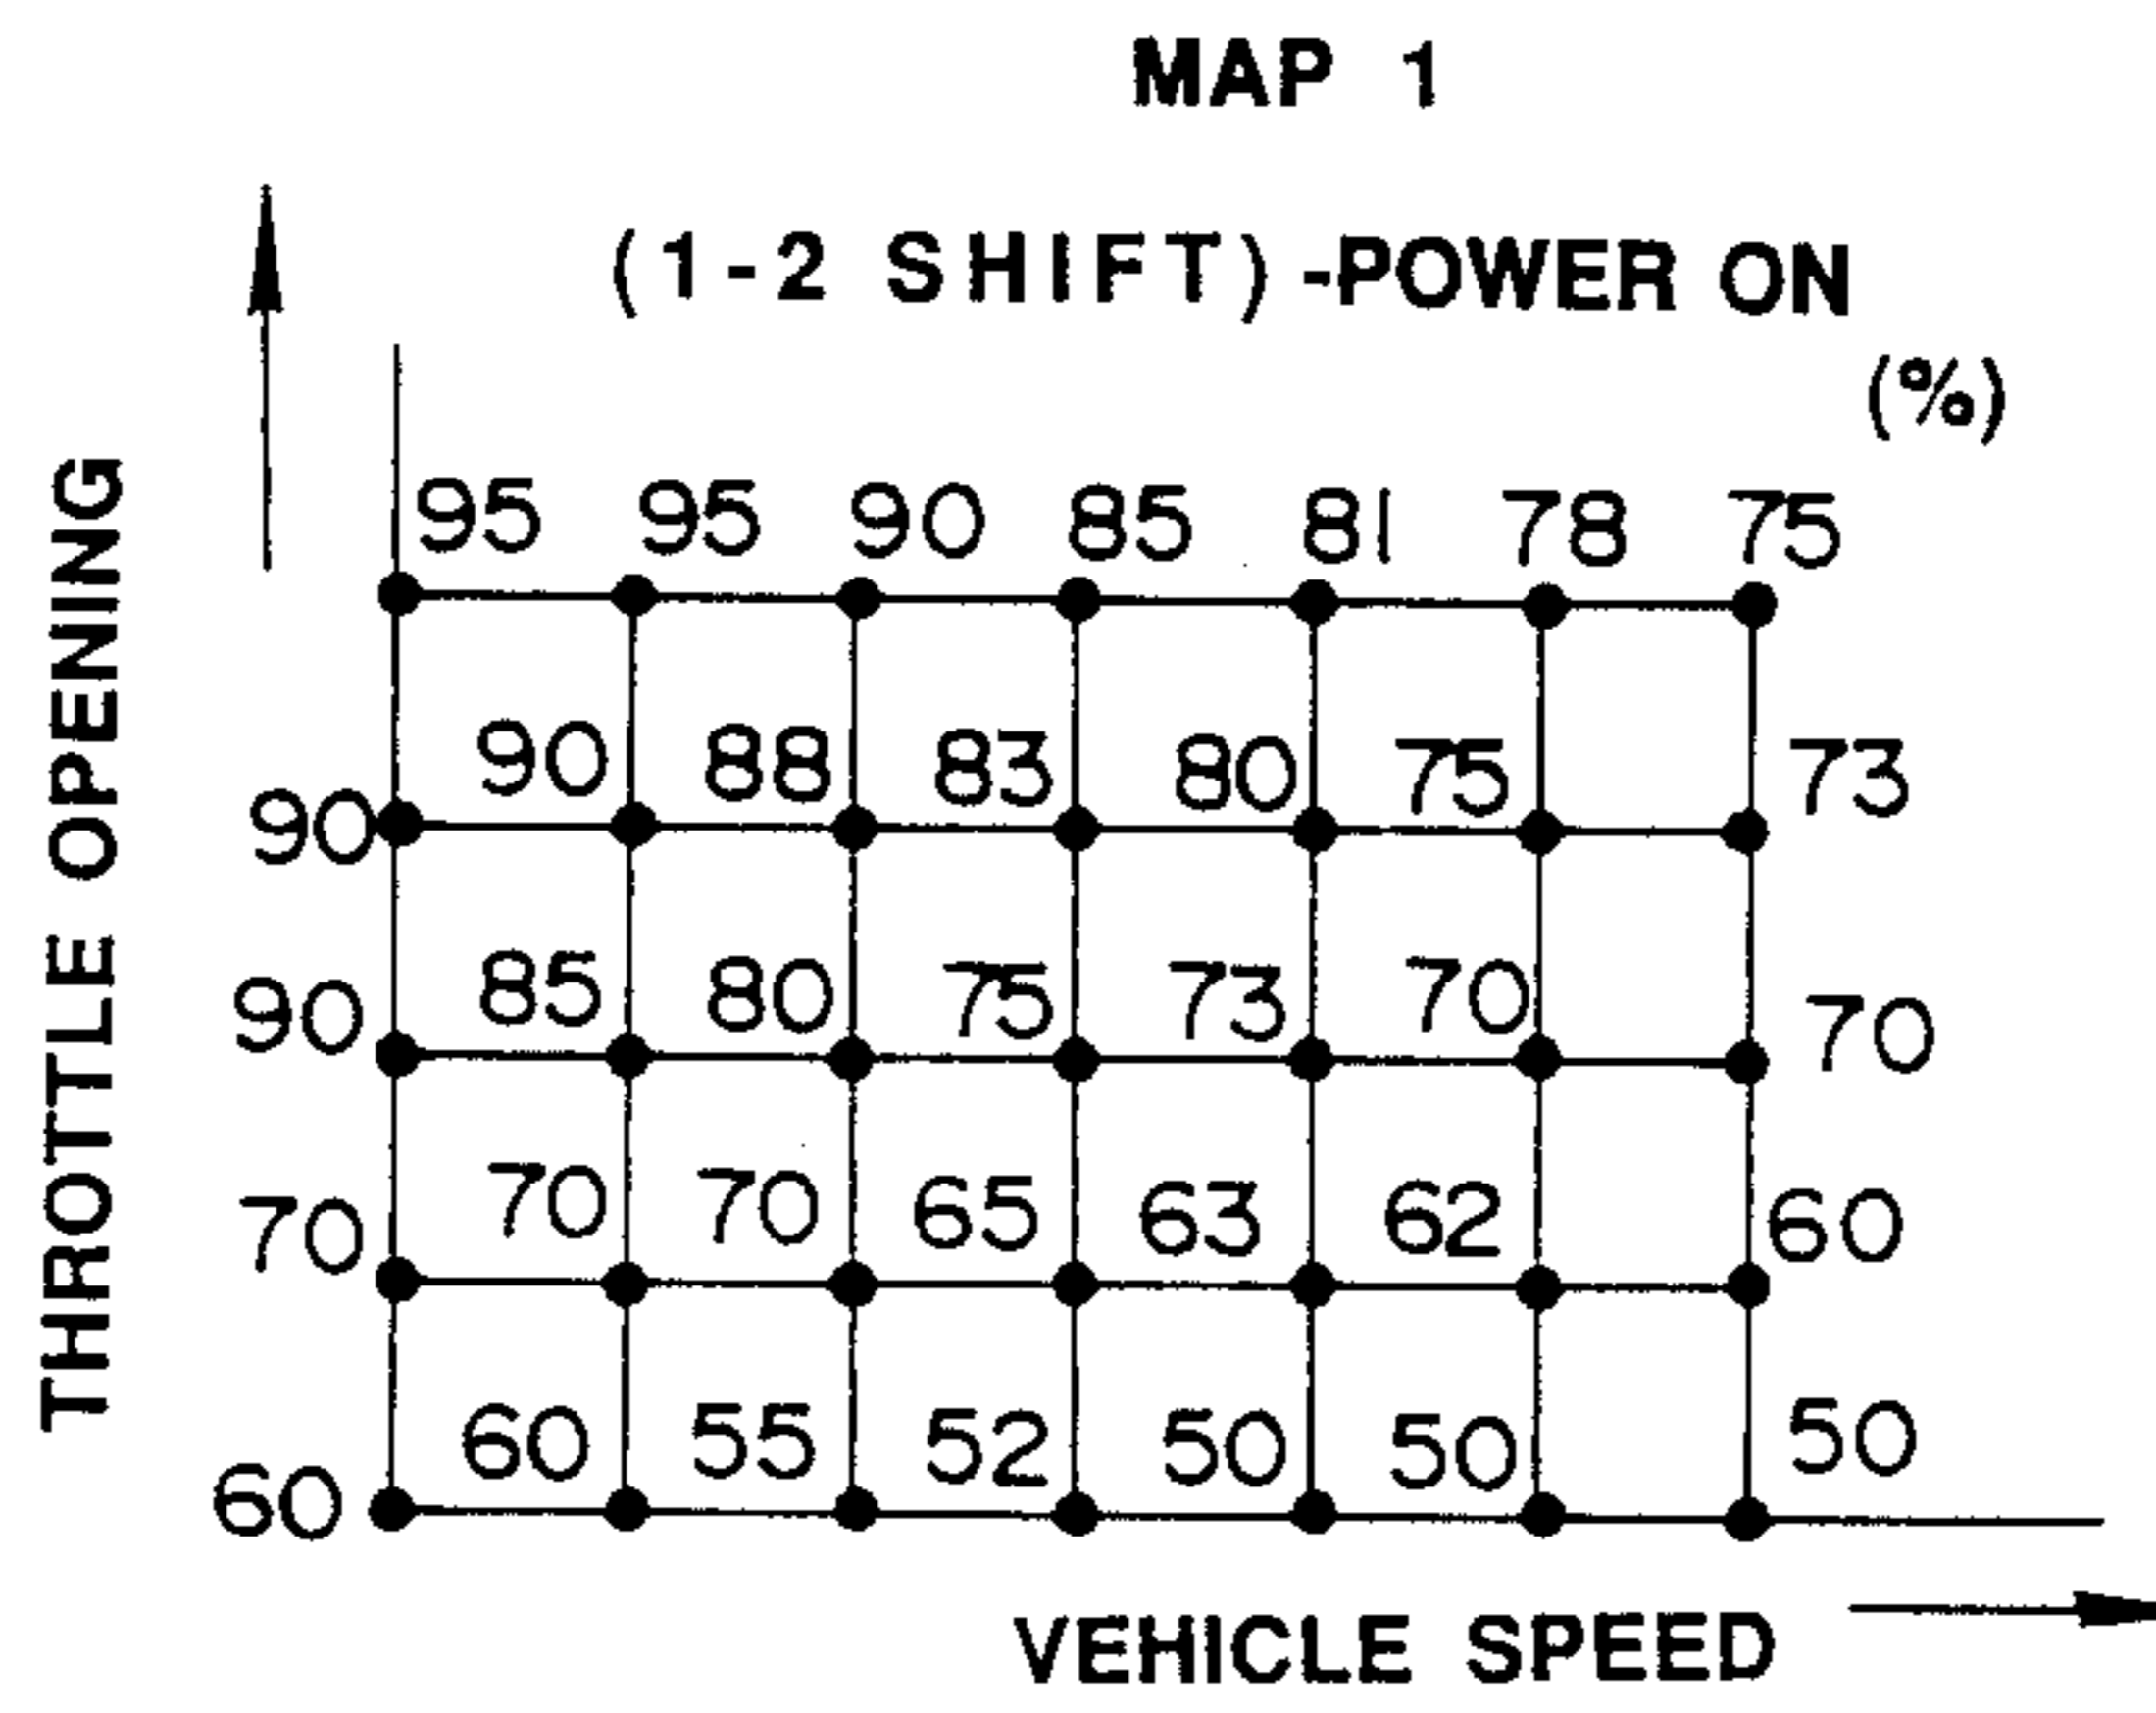 MAP 1
(1-2 SHIFT)-POWER ON
(%)
THROTTLE OPENING
95 95 90 85 81 78 75
90 88 83 80 75 73
90
85 80 75 73 70 70
90
70 70 65 63 62 60
70
60 55 52 50 50 50
60
VEHICLE SPEED